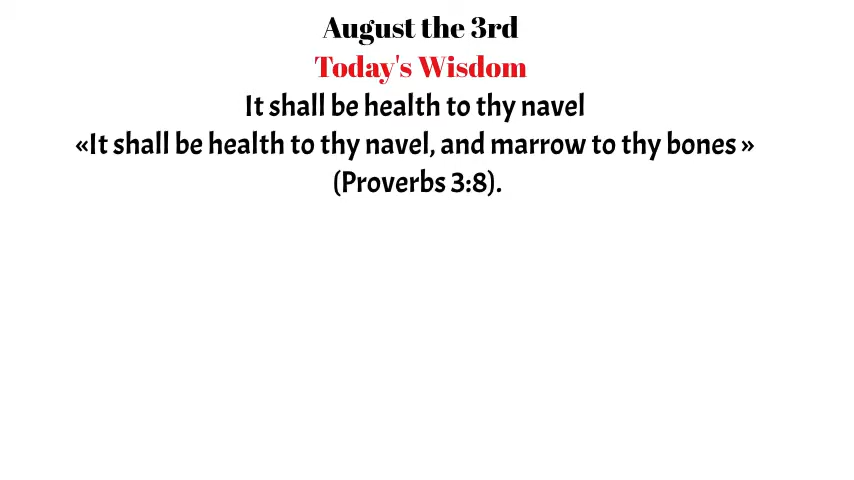 August the 3rd
Today's Wisdom
It shall be health to thy navel
«It shall be health to thy navel, and marrow to thy bones »
(Proverbs 3:8).